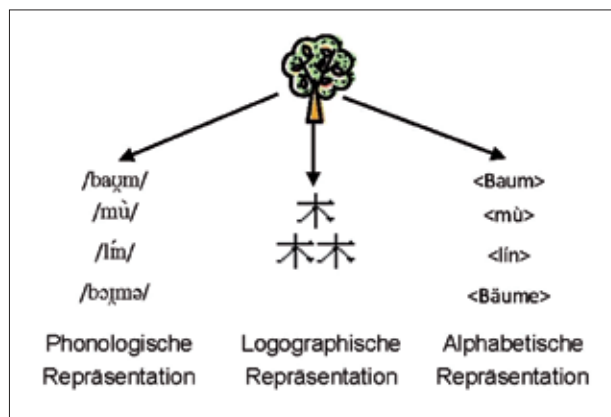 /baʊ̯m/ <Baum>
/mù/ 木 <mù>
/lín/ 木木 <lín>
/bɔɪ̯mə/ <Bäume>
Phonologische Logographische Alphabetische
Repräsentation Repräsentation Repräsentation